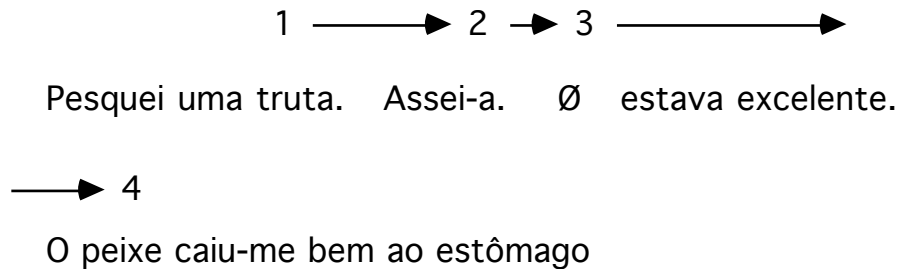 1 2 3
Pesquei uma truta. Assei-a. Ø estava excelente.
4
O peixe caiu-me bem ao estômago